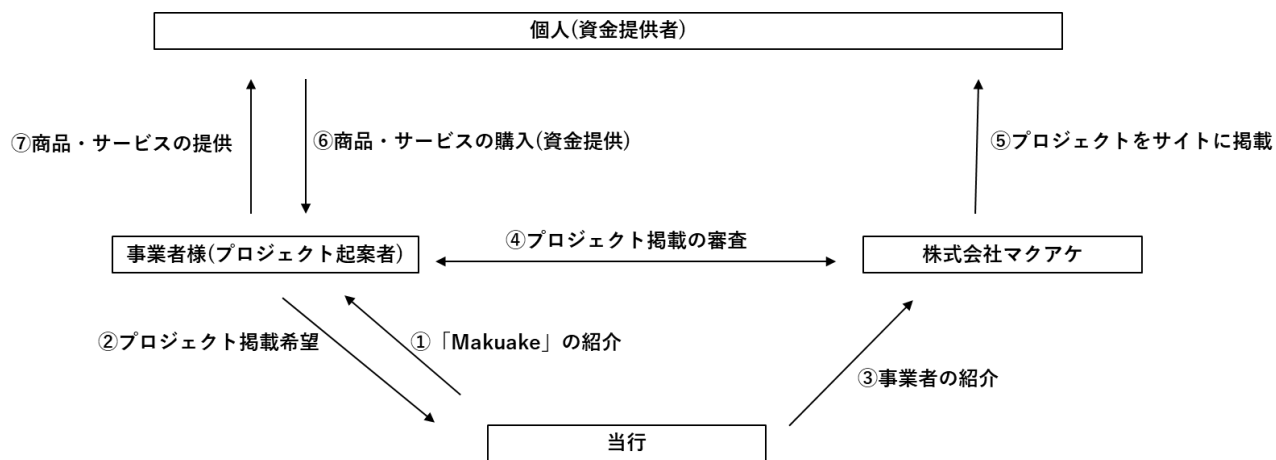 個人(資金提供者)
⑦商品・サービスの提供
⑥商品・サービスの購入(資金提供)
⑤プロジェクトをサイトに掲載
事業者様(プロジェクト起案者)
④プロジェクト掲載の審査
株式会社マクアケ
②プロジェクト掲載希望
①「Makuake」の紹介
③事業者の紹介
当行